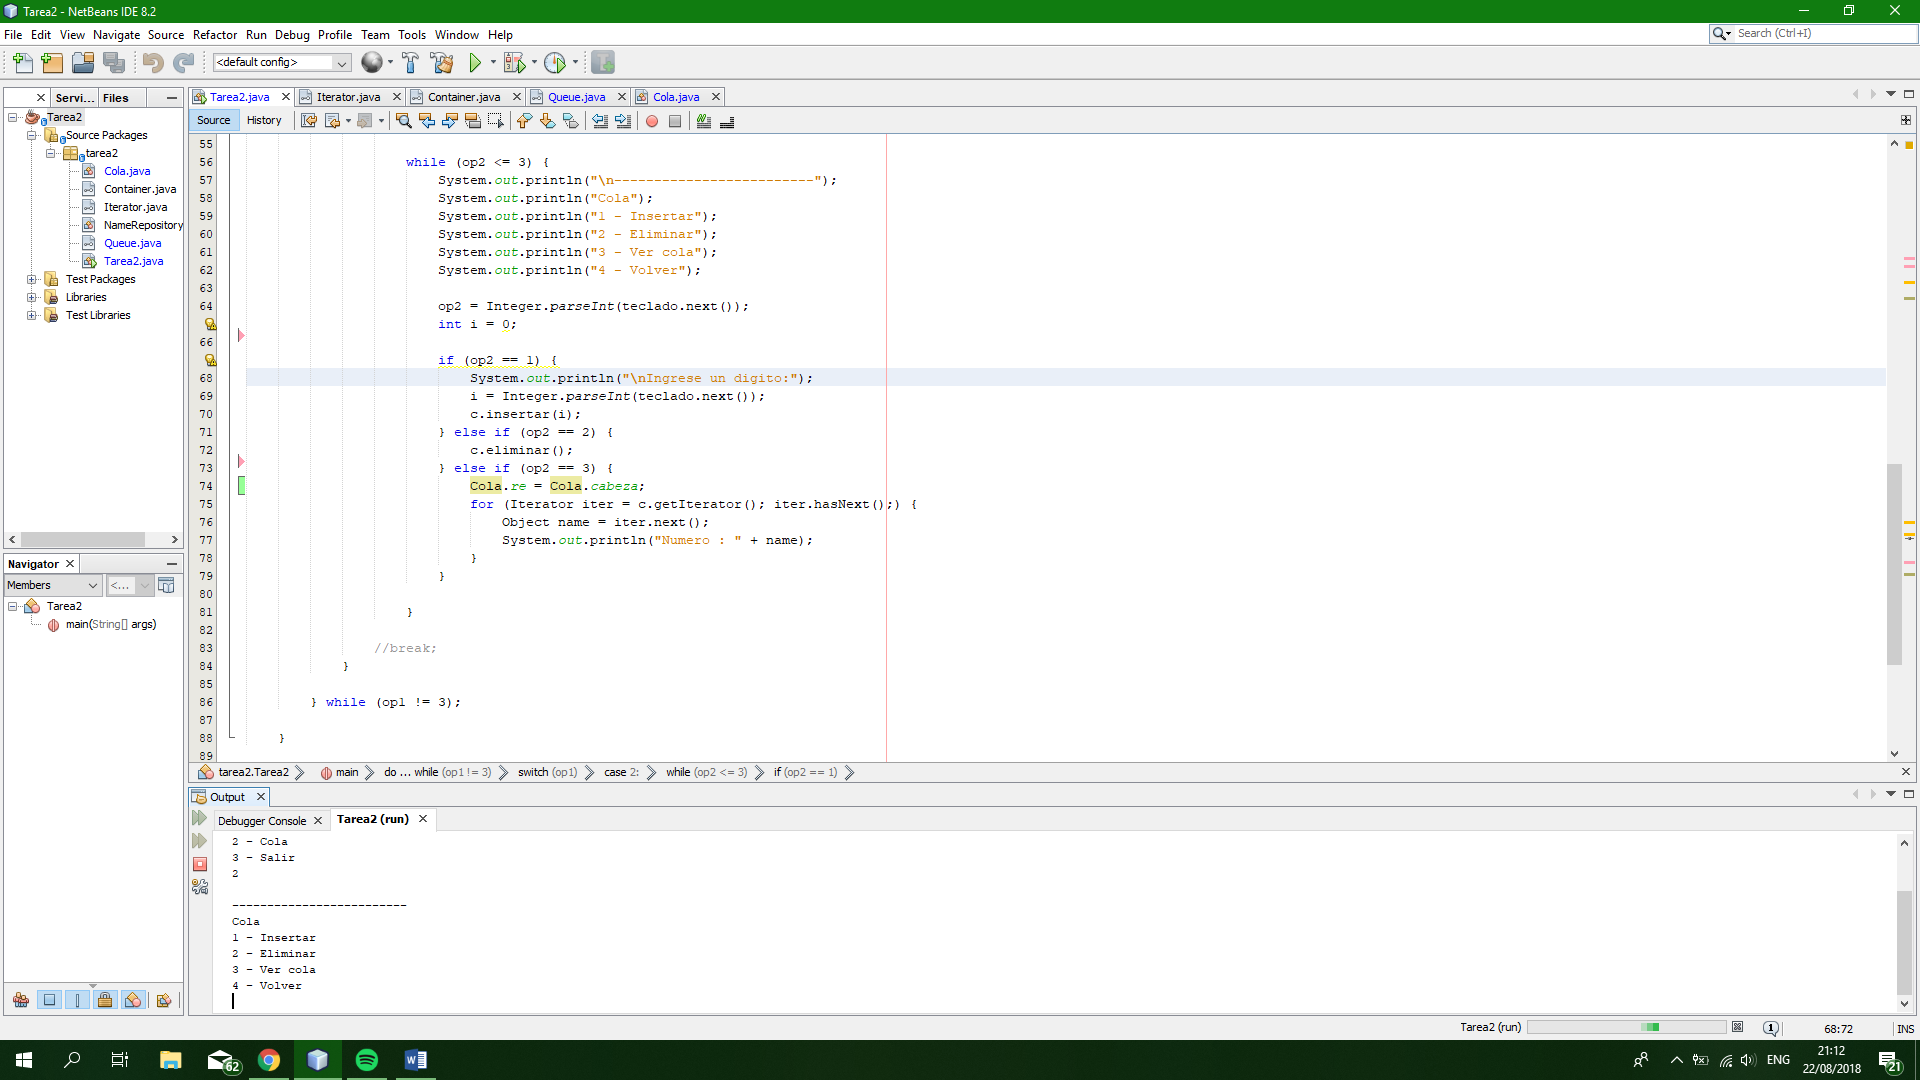 Tarea2 - NetBeans IDE 8.2
File Edit View Navigate Source Refactor Run Debug Profile Team Tools Window Help
Search (Ctrl+I)
<default config>
Servi... Files
Tarea2.java Iterator.java Container.java Queue.java Cola.java
Source History
Tarea2
Source Packages
tarea2
Cola.java
Container.java
Iterator.java
NameRepository
Queue.java
Tarea2.java
Test Packages
Libraries
Test Libraries
Navigator
Members <...
Tarea2
main(String[] args)
55
56 while (op2 <= 3) {
57 System.out.println("\n-------------------------");
58 System.out.println("Cola");
59 System.out.println("1 - Insertar");
60 System.out.println("2 - Eliminar");
61 System.out.println("3 - Ver cola");
62 System.out.println("4 - Volver");
63
64 op2 = Integer.parseInt(teclado.next());
int i = 0;
66
if (op2 == 1) {
68 System.out.println("\nIngrese un digito:");
69 i = Integer.parseInt(teclado.next());
70 c.insertar(i);
71 } else if (op2 == 2) {
72 c.eliminar();
73 } else if (op2 == 3) {
74 Cola.re = Cola.cabeza;
75 for (Iterator iter = c.getIterator(); iter.hasNext();) {
76 Object name = iter.next();
77 System.out.println("Numero : " + name);
78 }
79 }
80
81 }
82
83 //break;
84 }
85
86 } while (op1 != 3);
87
88 }
89
tarea2.Tarea2 main do ... while (op1 != 3) switch (op1) case 2: while (op2 <= 3) if (op2 == 1)
Output
Debugger Console Tarea2 (run)
2 - Cola
3 - Salir
2
-------------------------
Cola
1 - Insertar
2 - Eliminar
3 - Ver cola
4 - Volver
Tarea2 (run) 1 68:72 INS
62
ENG
21:12
22/08/2018
21